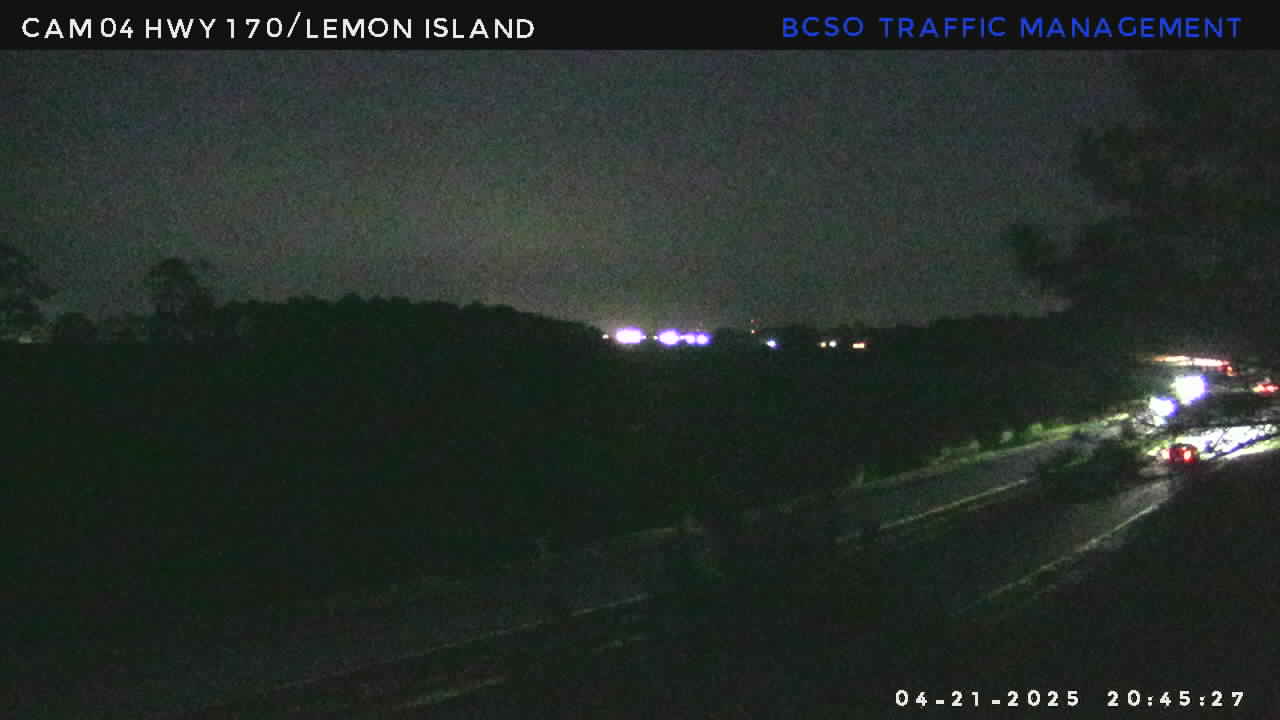 CAM04 HWY 170/LEMON ISLAND
BCSO TRAFFIC MANAGEMENT
04-21-2025 20:45:27